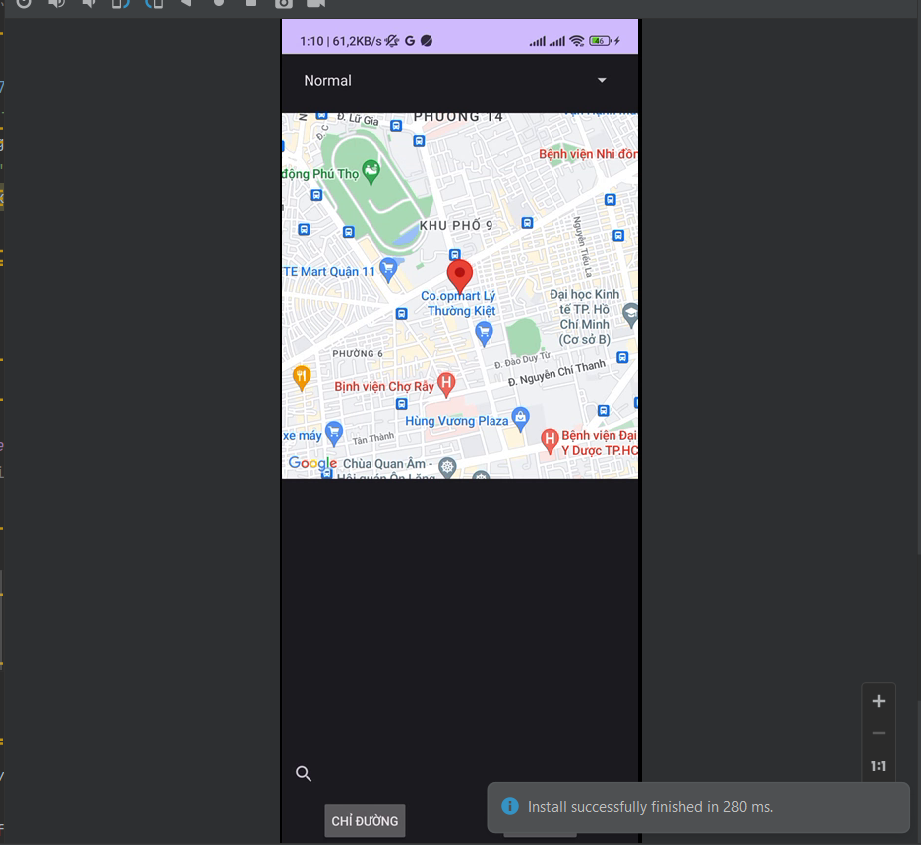 1:10 | 61,2KB/s
G
46
Normal
PHƯỜNG 14
Đ. Lữ Gia
Bệnh viện Nhi đồn
động Phú Thọ
KHU PHỐ 9
Nguyễn Tiểu La
TE Mart Quận 11
Co.opmart Lý
Thường Kiệt
Đại học Kinh
tế TP. Hồ
Chí Minh
(Cơ sở B)
PHƯỜNG 6
Đ. Đào Duy Từ
Đ. Nguyễn Chí Thanh
Bịnh viện Chợ Rẫy
H
Hùng Vương Plaza
xe máy
Tân Thành
H
Bệnh viện Đại
Y Dược TP.HC
Google
Chùa Quan Âm -
Hội quán Ôn Lăng
CHỈ ĐƯỜNG
1:1
Install successfully finished in 280 ms.